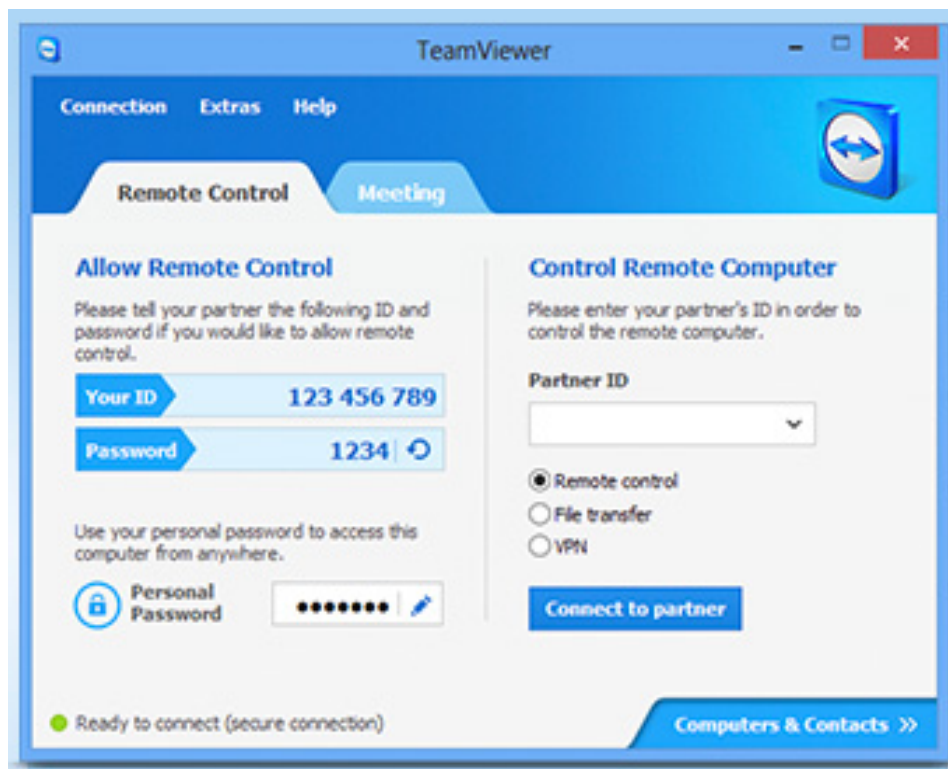 TeamViewer
Connection Extras Help
Remote Control Meeting
Allow Remote Control
Please tell your partner the following ID and
password if you would like to allow remote
control.
Your ID 123 456 789
Password 1234
Use your personal password to access this
computer from anywhere.
Personal
Password
Control Remote Computer
Please enter your partner's ID in order to
control the remote computer.
Partner ID
Remote control
File transfer
VPN
Connect to partner
Ready to connect (secure connection)
Computers & Contacts >>